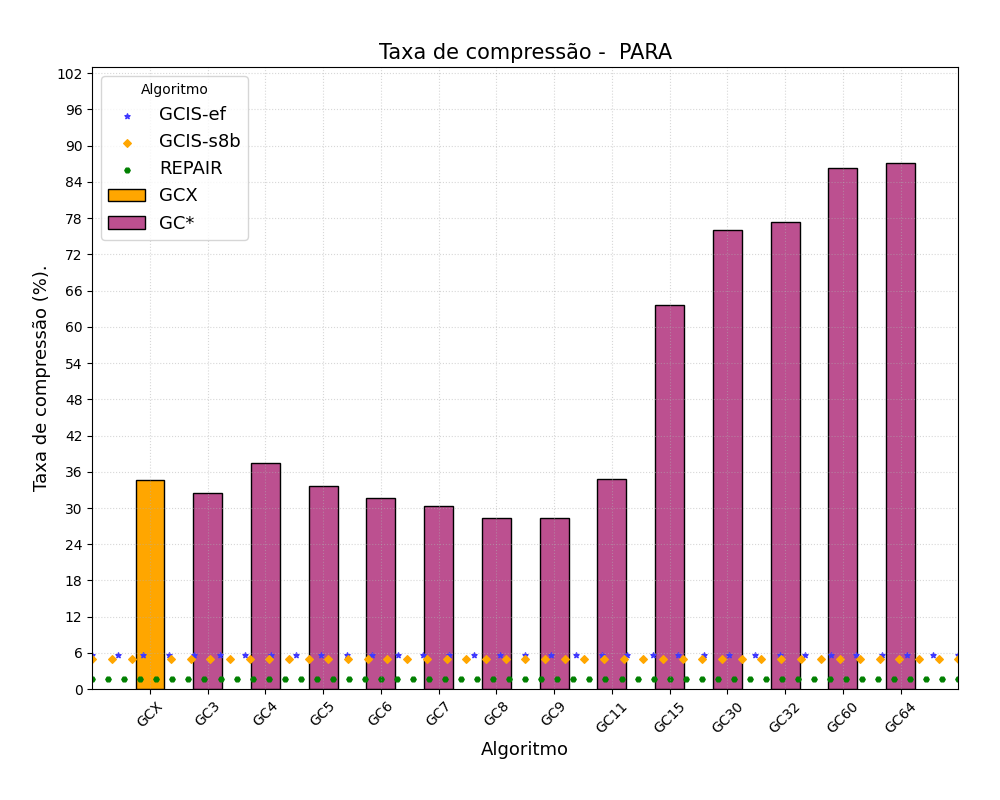 Taxa de compressão -  PARA
Algoritmo
GCIS-ef
GCIS-s8b
REPAIR
GCX
GC*
Taxa de compressão (%).
102
96
90
84
78
72
66
60
54
48
42
36
30
24
18
12
6
0
GCX
GC3
GC4
GC5
GC6
GC7
GC8
GC9
GC11
GC15
GC30
GC32
GC60
GC64
Algoritmo